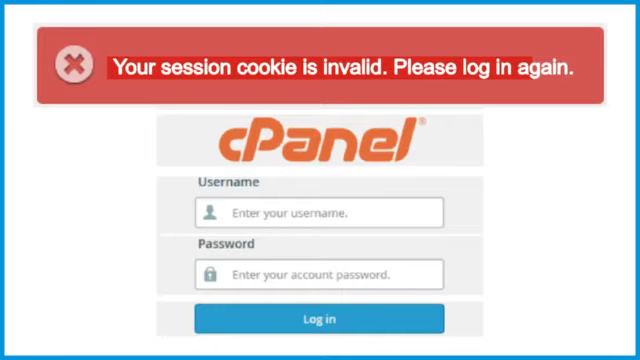 Your session cookie is invalid. Please log in again.
cPanel®
Username
Enter your username.
Password
Enter your account password.
Log in